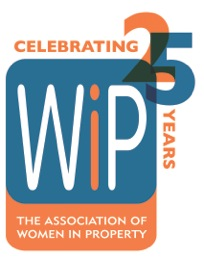 CELEBRATING 25
YEARS
WiP
THE ASSOCIATION OF
WOMEN IN PROPERTY